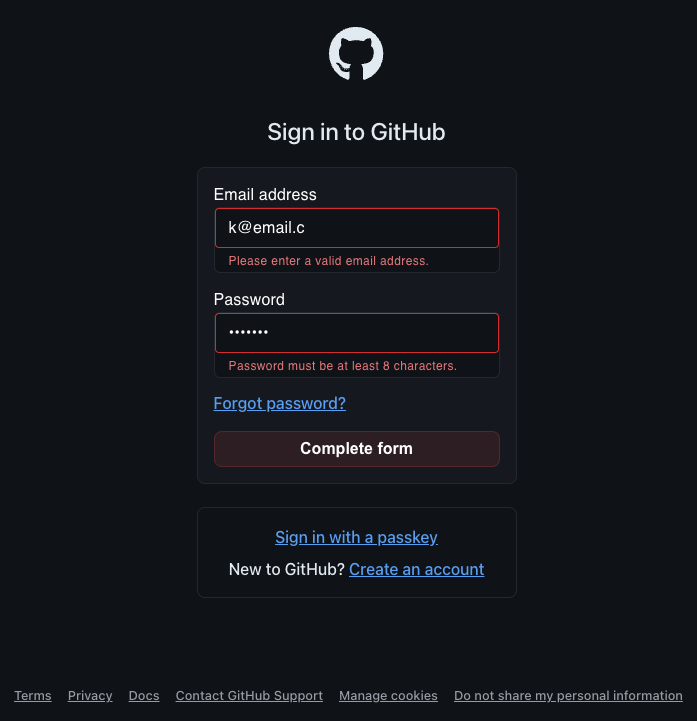 Sign in to GitHub
Email address
k@email.c
Please enter a valid email address.
Password
•••••••
Password must be at least 8 characters.
Forgot password?
Complete form
Sign in with a passkey
New to GitHub? Create an account
Terms Privacy Docs Contact GitHub Support Manage cookies Do not share my personal information